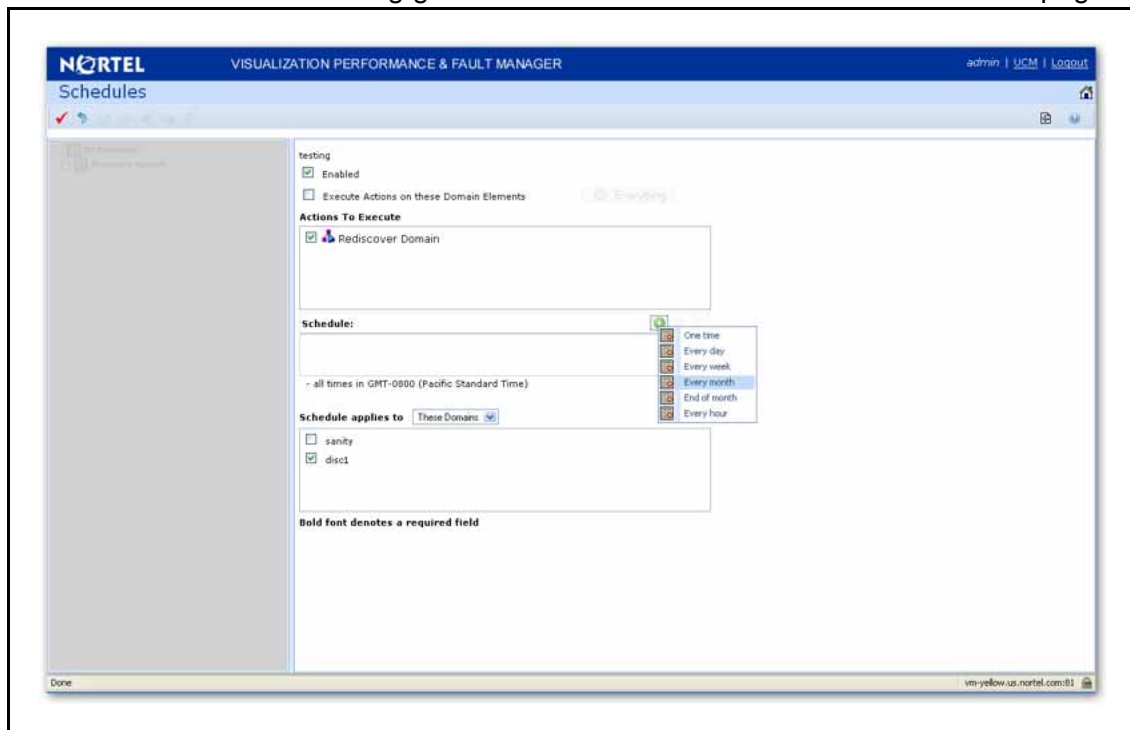 NORTEL VISUALIZATION PERFORMANCE & FAULT MANAGER admin | UCM | Logout
Schedules
testing
Enabled
Execute Actions on these Domain Elements Everything
Actions To Execute
Rediscover Domain
Schedule:
One time
Every day
Every week
Every month
End of month
Every hour
- all times in GMT-0800 (Pacific Standard Time)
Schedule applies to These Domains
sanity
disc1
Bold font denotes a required field
Done vm-yellow.us.nortel.com:81